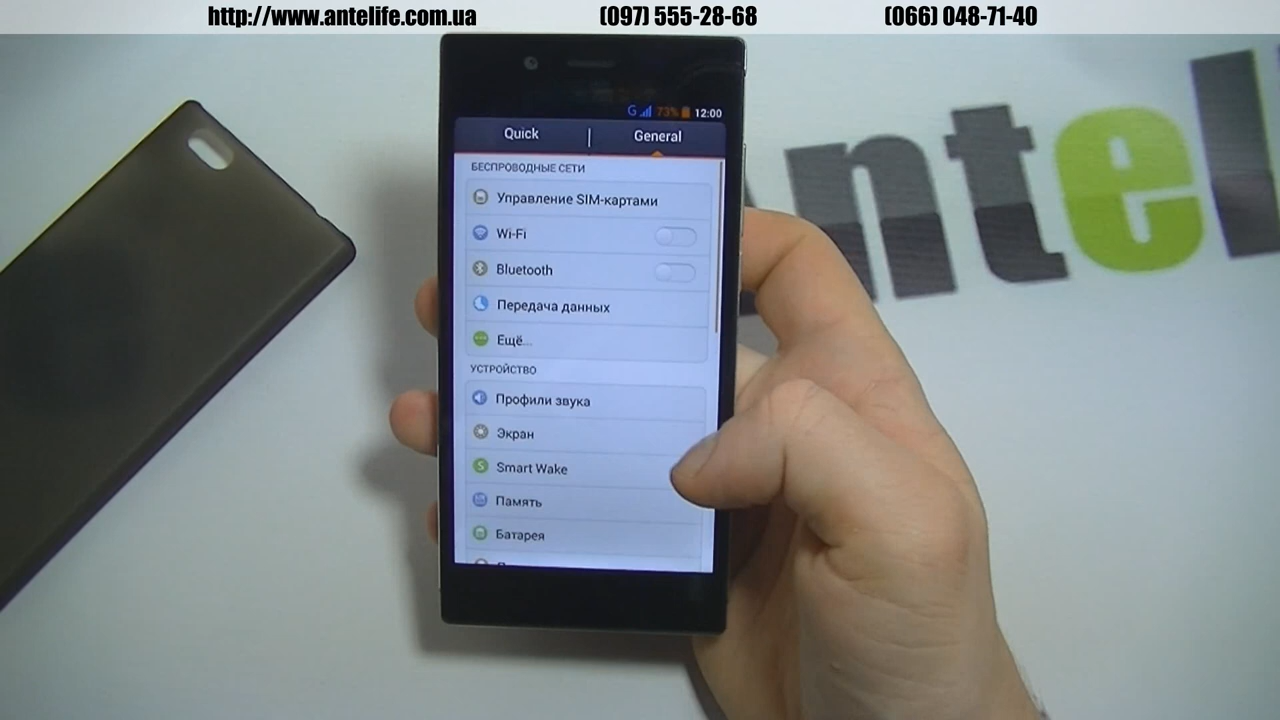 http://www.antelife.com.ua (097) 555-28-68 (066) 048-71-40
G 73% 12:00
Quick | General
БЕСПРОВОДНЫЕ СЕТИ
Управление SIM-картами
Wi-Fi
Bluetooth
Передача данных
Ещё...
УСТРОЙСТВО
Профили звука
Экран
S Smart Wake
Память
Батарея
Antel